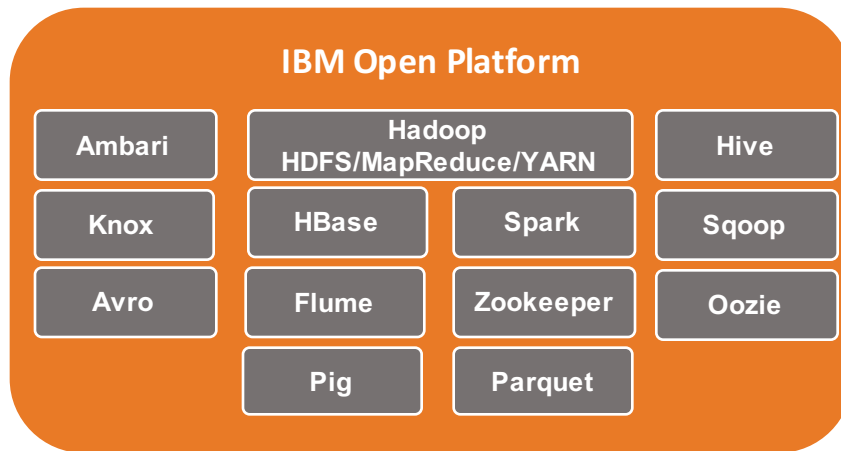 IBM Open Platform
Ambari
Hadoop
HDFS/MapReduce/YARN
Hive
Knox
HBase
Spark
Sqoop
Avro
Flume
Zookeeper
Oozie
Pig
Parquet